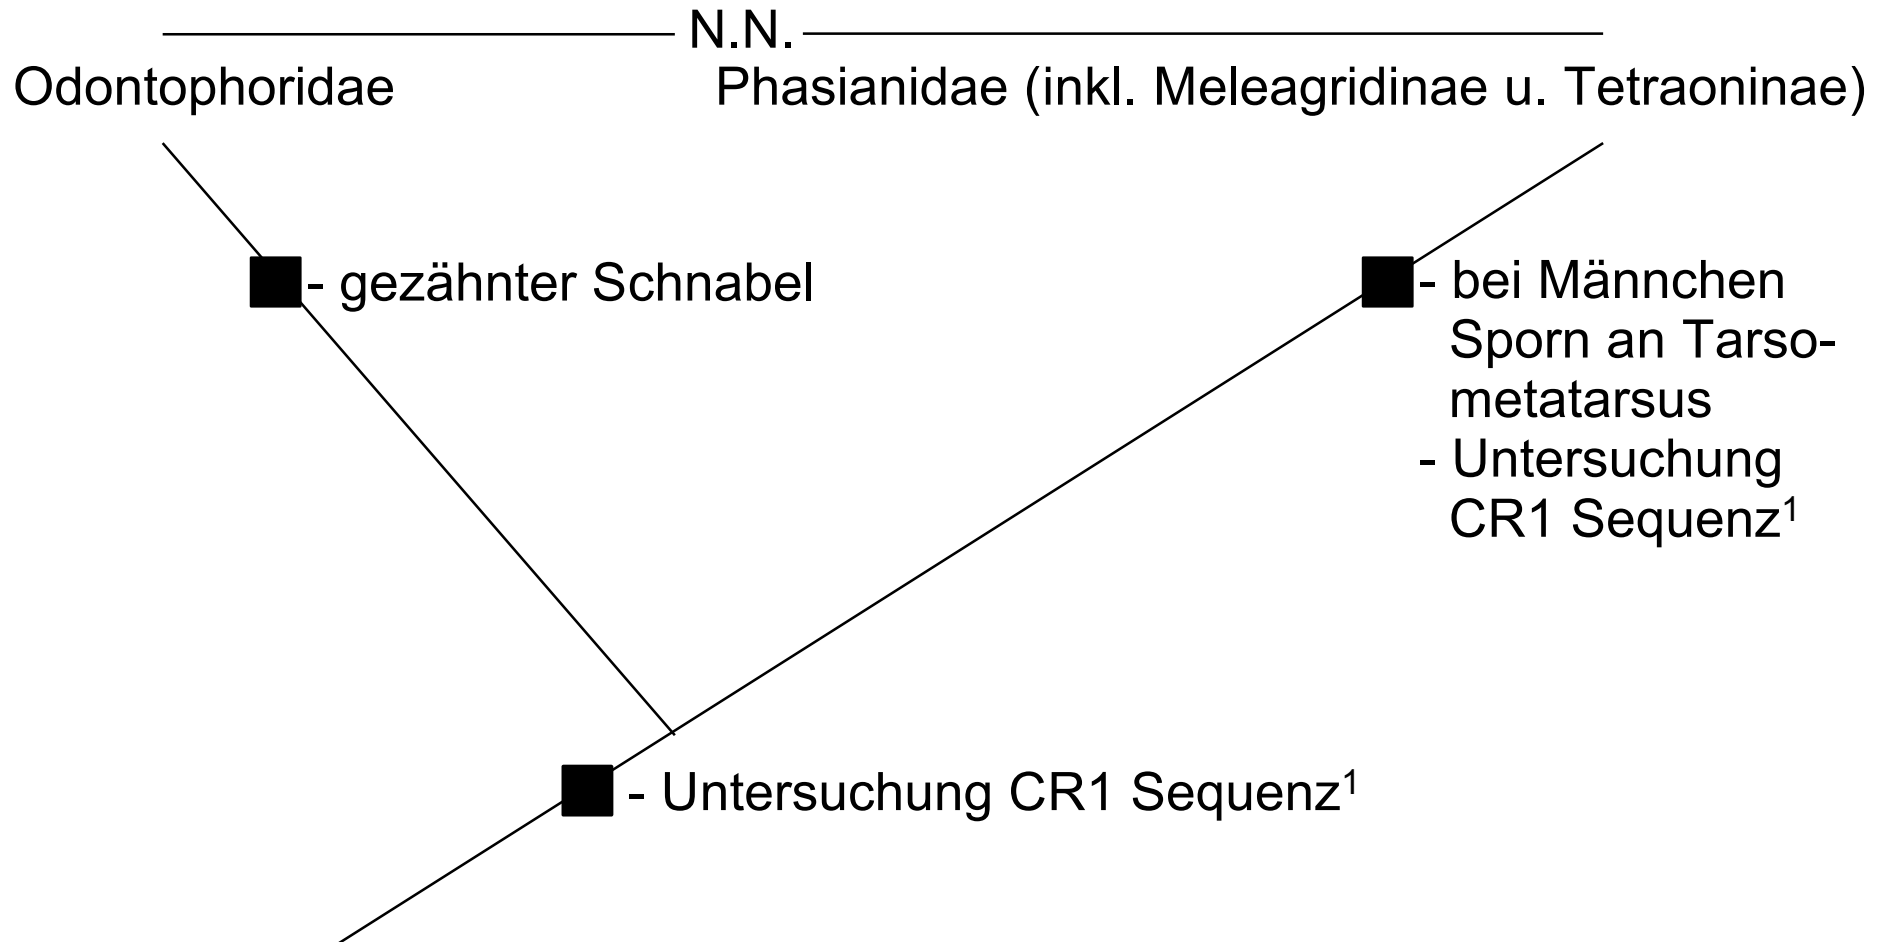 N.N.
Odontophoridae
Phasianidae (inkl. Meleagridinae u. Tetraoninae)
- gezähnter Schnabel
- bei Männchen
Sporn an Tarso-
metatarsus
- Untersuchung
CR1 Sequenz¹
- Untersuchung CR1 Sequenz¹